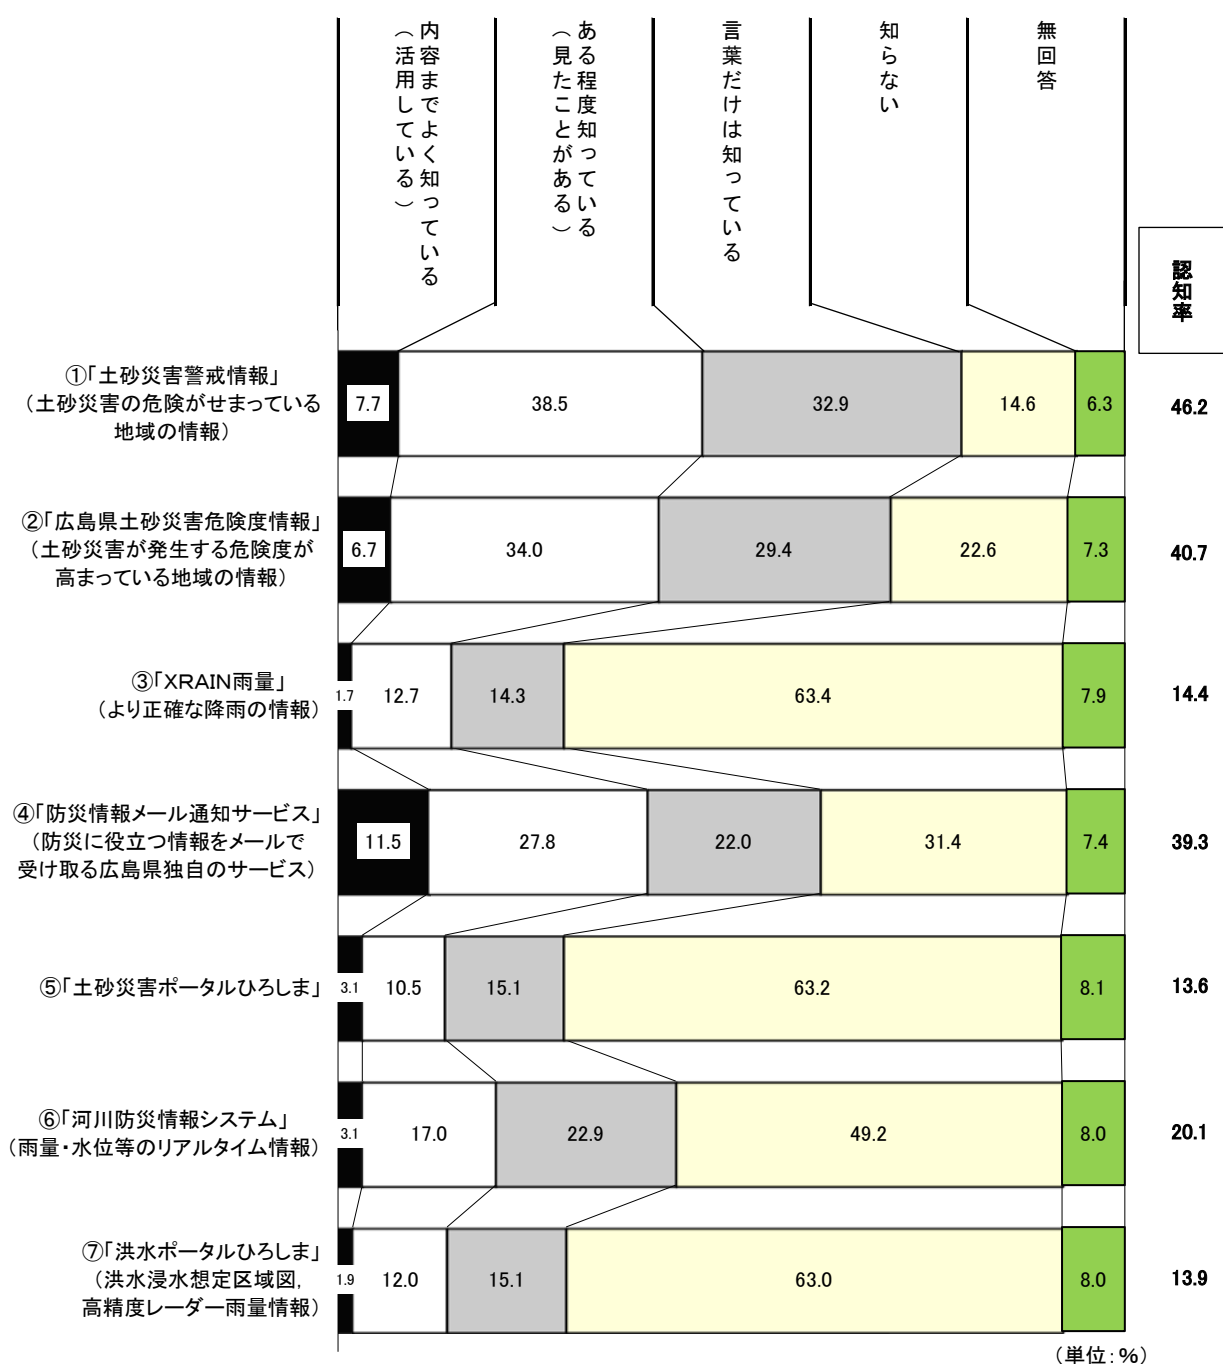 内容までよく知っている
（活用している）
ある程度知っている
（見たことがある）
言葉だけは知っている
知らない
無回答
認知率
①「土砂災害警戒情報」
（土砂災害の危険がせまっている
地域の情報）
7.7
38.5
32.9
14.6
6.3
46.2
②「広島県土砂災害危険度情報」
（土砂災害が発生する危険度が
高まっている地域の情報）
6.7
34.0
29.4
22.6
7.3
40.7
③「XRAIN雨量」
（より正確な降雨の情報）
1.7
12.7
14.3
63.4
7.9
14.4
④「防災情報メール通知サービス」
（防災に役立つ情報をメールで
受け取る広島県独自のサービス）
11.5
27.8
22.0
31.4
7.4
39.3
⑤「土砂災害ポータルひろしま」
3.1
10.5
15.1
63.2
8.1
13.6
⑥「河川防災情報システム」
（雨量・水位等のリアルタイム情報）
3.1
17.0
22.9
49.2
8.0
20.1
⑦「洪水ポータルひろしま」
（洪水浸水想定区域図，
高精度レーダー雨量情報）
1.9
12.0
15.1
63.0
8.0
13.9
（単位：％）